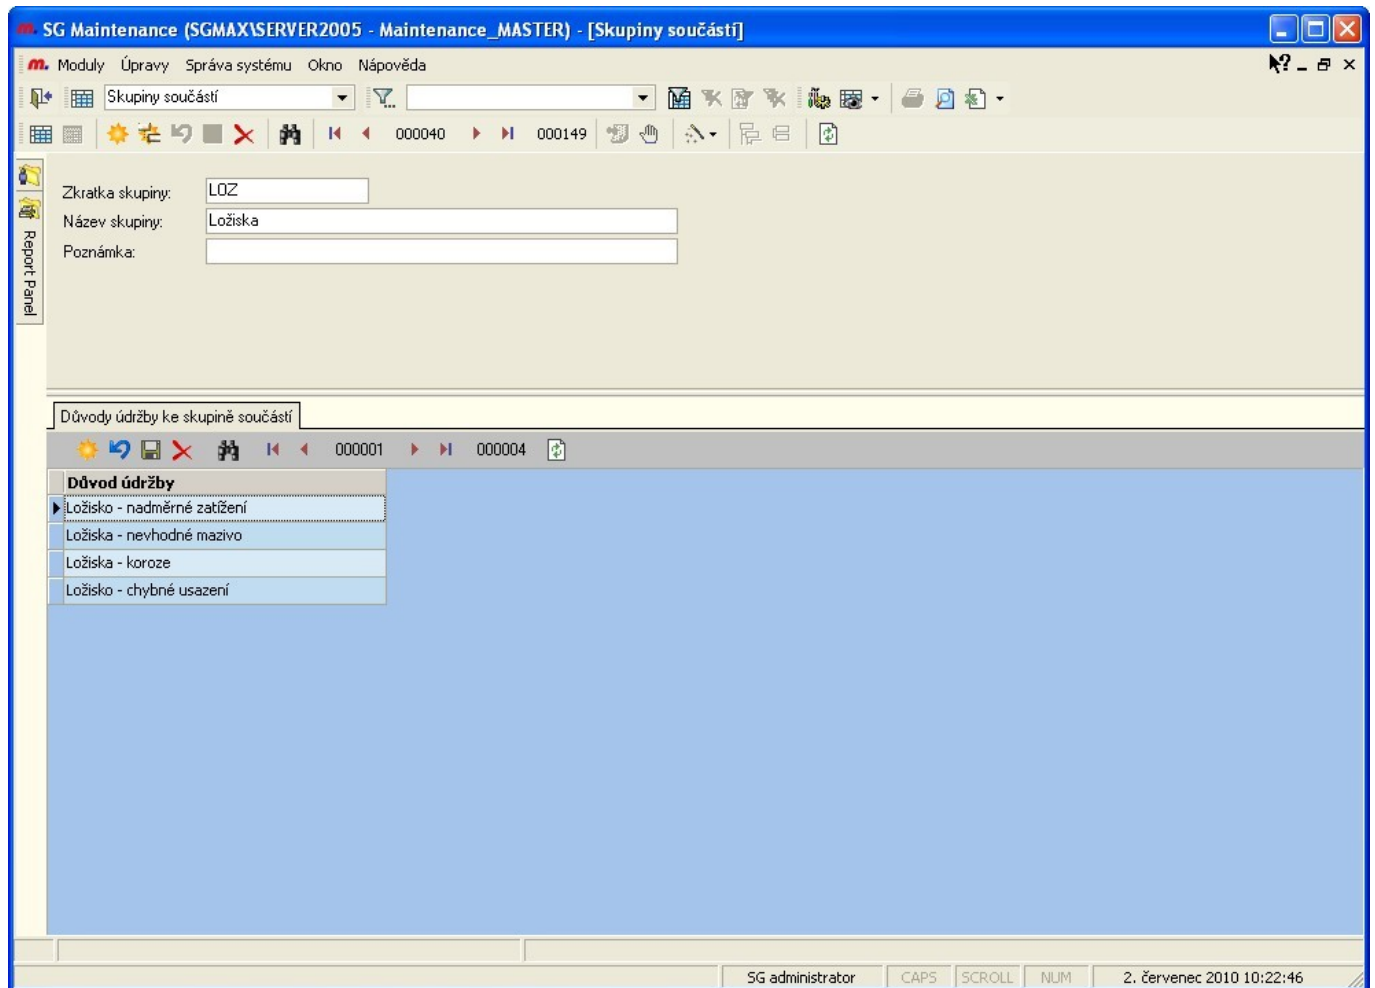 m. SG Maintenance (SGMAX\SERVER2005 - Maintenance_MASTER) - [Skupiny součástí]
m. Moduly Úpravy Správa systému Okno Nápověda
Skupiny součástí
000040 000149
Report Panel
Zkratka skupiny: LOZ
Název skupiny: Ložiska
Poznámka:
Důvody údržby ke skupině součástí
000001 000004
Důvod údržby
Ložisko - nadměrné zatížení
Ložiska - nevhodné mazivo
Ložiska - koroze
Ložisko - chybné usazení
SG administrator CAPS SCROLL NUM 2. červenec 2010 10:22:46